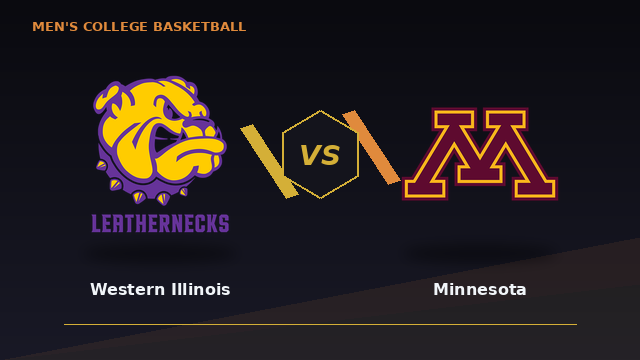 MEN'S COLLEGE BASKETBALL
VS
M
LEATHERNECKS
Western Illinois
Minnesota